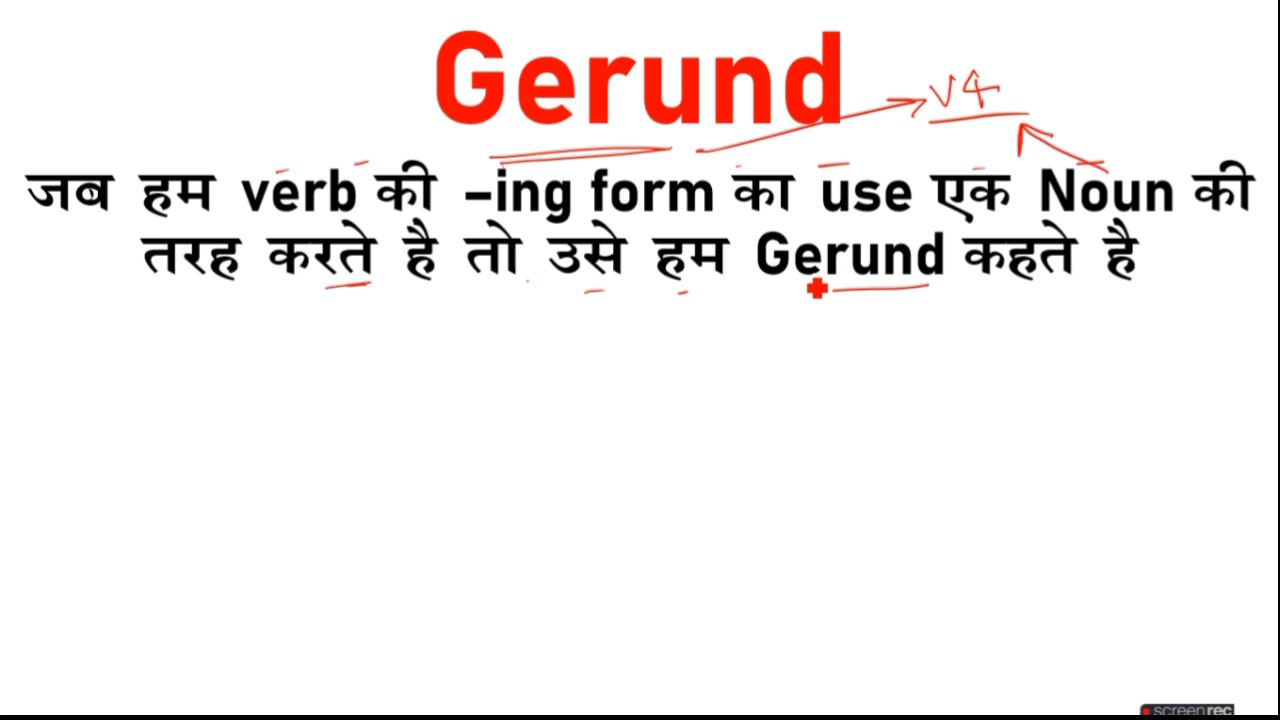 Gerund
V4
जब हम verb की –ing form का use एक Noun की
तरह करते है तो उसे हम Gerund कहते है
screenrec